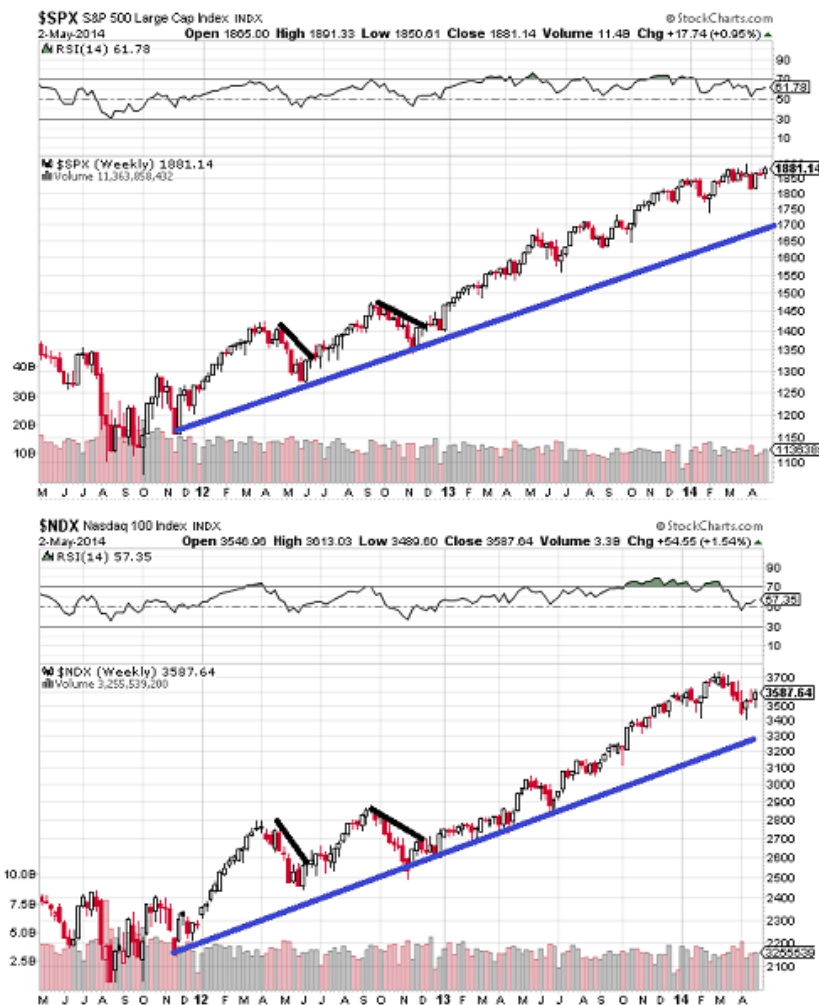 $SPX S&P 500 Large Cap Index INDX © StockCharts.com
2-May-2014 Open 1865.00 High 1891.33 Low 1850.61 Close 1881.14 Volume 11.4B Chg +17.74 (+0.95%)
RSI(14) 61.78
90
70
61.78
50
30
10
$SPX (Weekly) 1881.14
Volume 11,363,858,432
1881.14
1850
1800
1750
1700
1650
1600
1550
1500
1450
1400
1350
1300
1250
1200
1150
1100
40B
30B
20B
10B
113638
M J J A S O N D 12 F M A M J J A S O N D 13 F M A M J J A S O N D 14 F M A
$NDX Nasdaq 100 Index INDX © StockCharts.com
2-May-2014 Open 3546.96 High 3613.03 Low 3489.60 Close 3587.64 Volume 3.3B Chg +54.55 (+1.54%)
RSI(14) 57.35
90
70
57.35
50
30
10
$NDX (Weekly) 3587.64
Volume 3,255,539,200
3700
3587.64
3500
3400
3300
3200
3100
3000
2900
2800
2700
2600
2500
2400
2300
2200
2100
10.0B
7.5B
5.0B
2.5B
3255539
M J J A S O N D 12 F M A M J J A S O N D 13 F M A M J J A S O N D 14 F M A